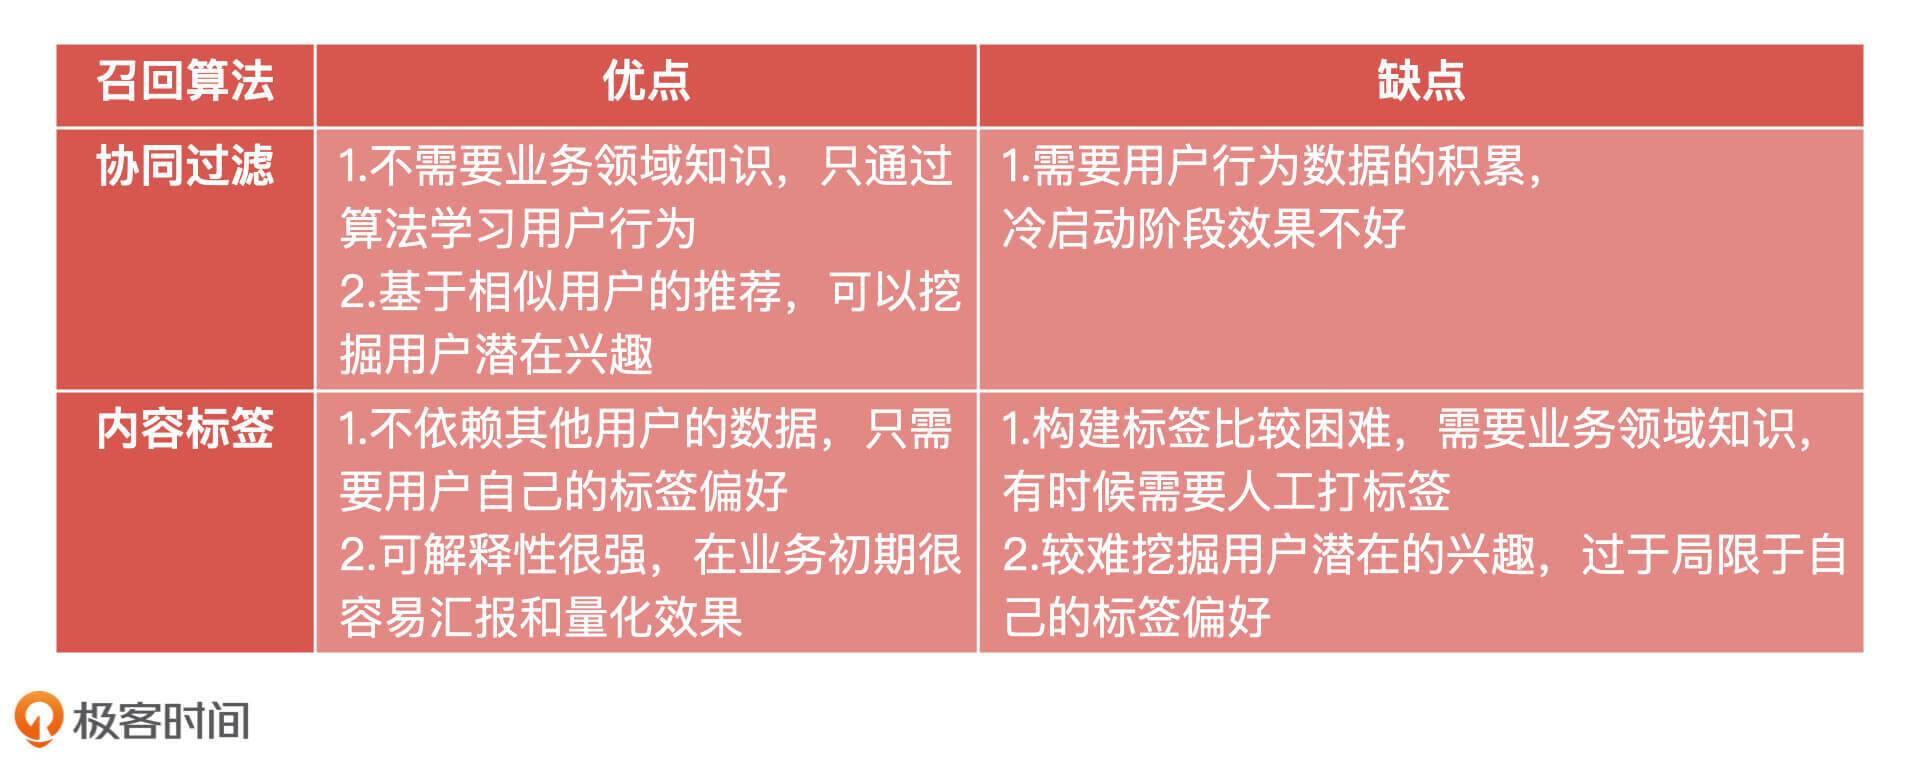 召回算法
优点
缺点
协同过滤
1.不需要业务领域知识，只通过
算法学习用户行为
2.基于相似用户的推荐，可以挖
掘用户潜在兴趣
1.需要用户行为数据的积累，
冷启动阶段效果不好
内容标签
1.不依赖其他用户的数据，只需
要用户自己的标签偏好
2.可解释性很强，在业务初期很
容易汇报和量化效果
1.构建标签比较困难，需要业务领域知识，
有时候需要人工打标签
2.较难挖掘用户潜在的兴趣，过于局限于自
己的标签偏好
极客时间